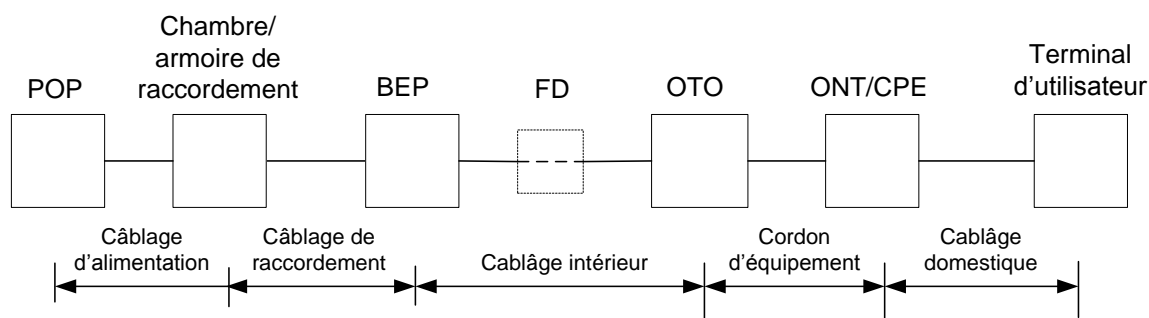 Chambre/
armoire de
raccordement
POP
BEP
FD
OTO
ONT/CPE
Terminal
d'utilisateur
Câblage
d'alimentation
Câblage de
raccordement
Cablâge intérieur
Cordon
d'équipement
Cablâge
domestique